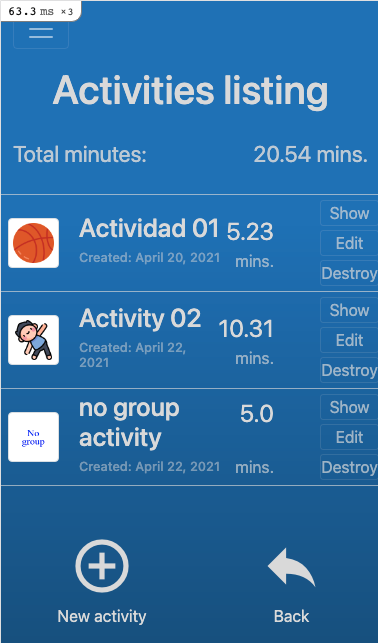 63.3 ms ×3
Activities listing
Total minutes: 20.54 mins.
Actividad 01 5.23 mins.
Created: April 20, 2021
Show
Edit
Destroy
Activity 02 10.31 mins.
Created: April 22,
2021
Show
Edit
Destroy
No
group
no group
activity
5.0 mins.
Created: April 22, 2021
Show
Edit
Destroy
New activity
Back